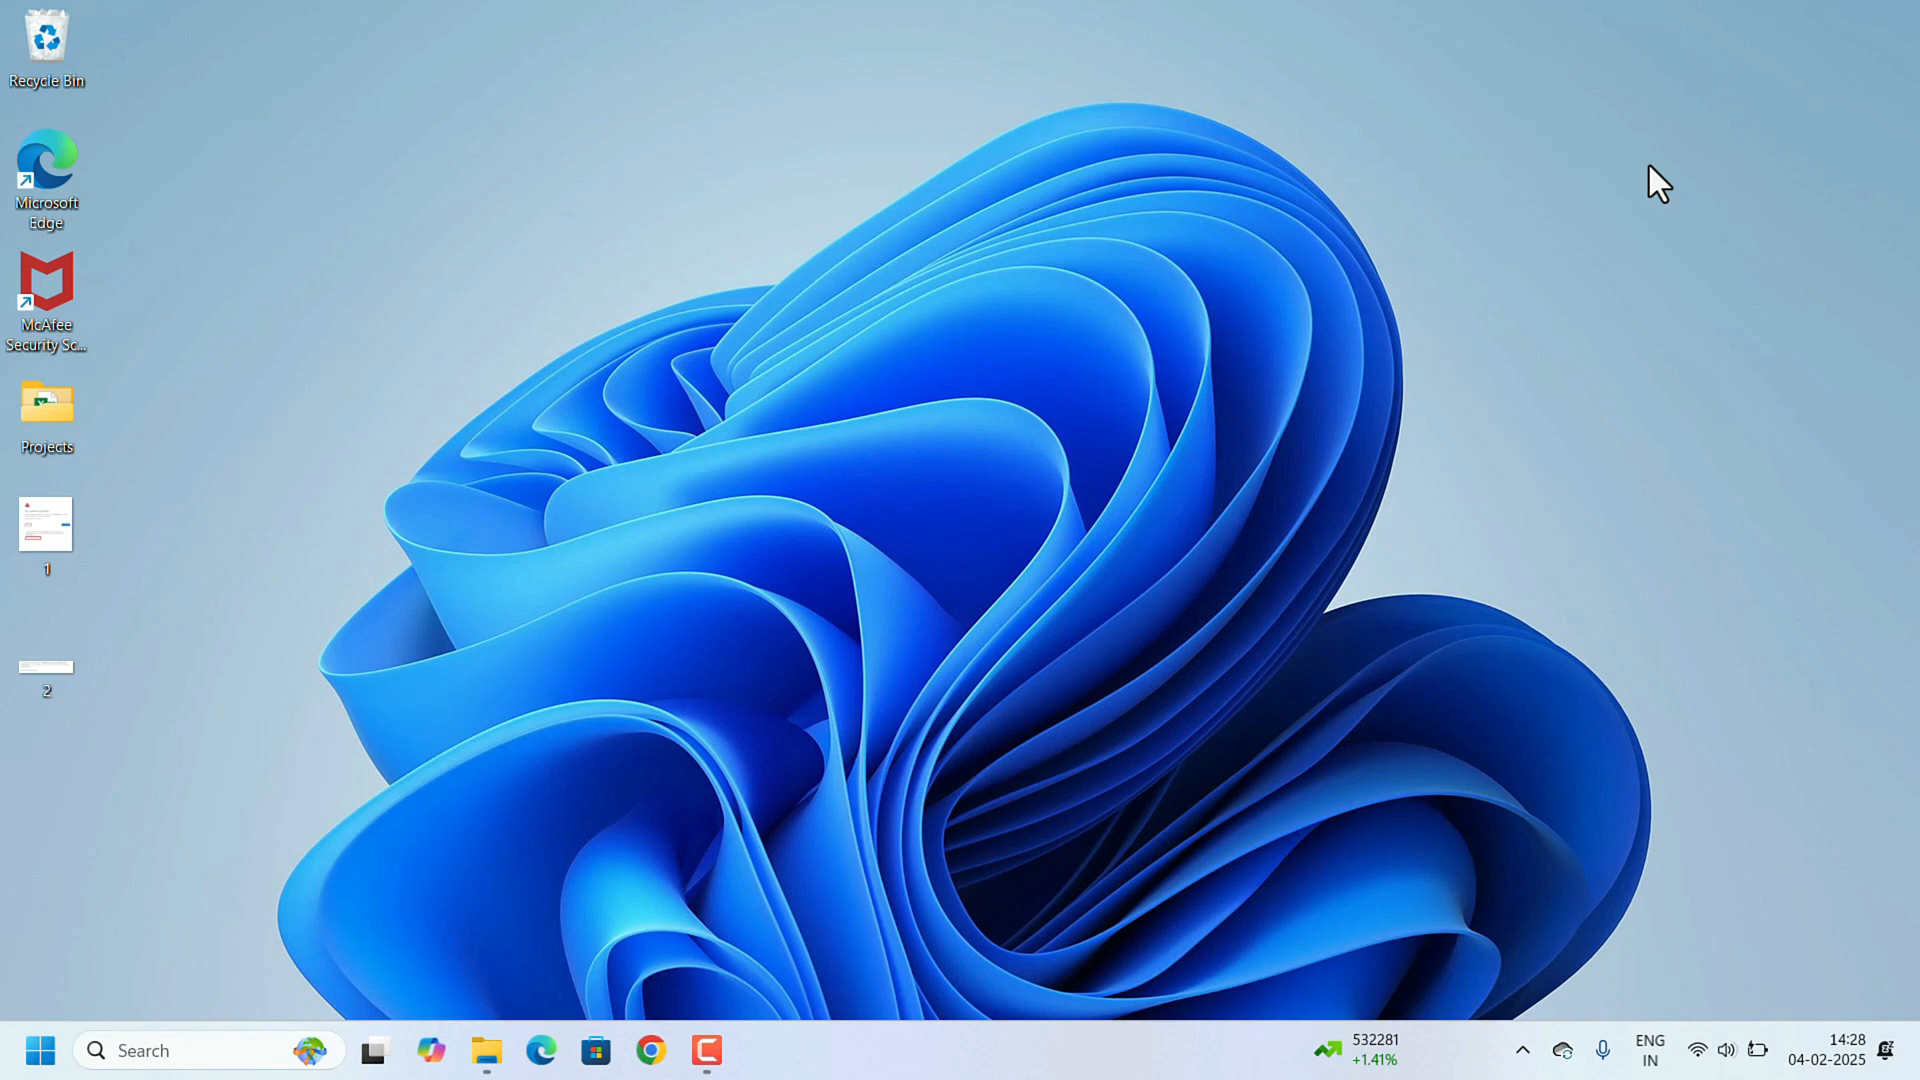 Recycle Bin
Microsoft
Edge
McAfee
Security Sc...
Projects
1
2
Search
532281
+1.41%
ENG
IN
14:28
04-02-2025